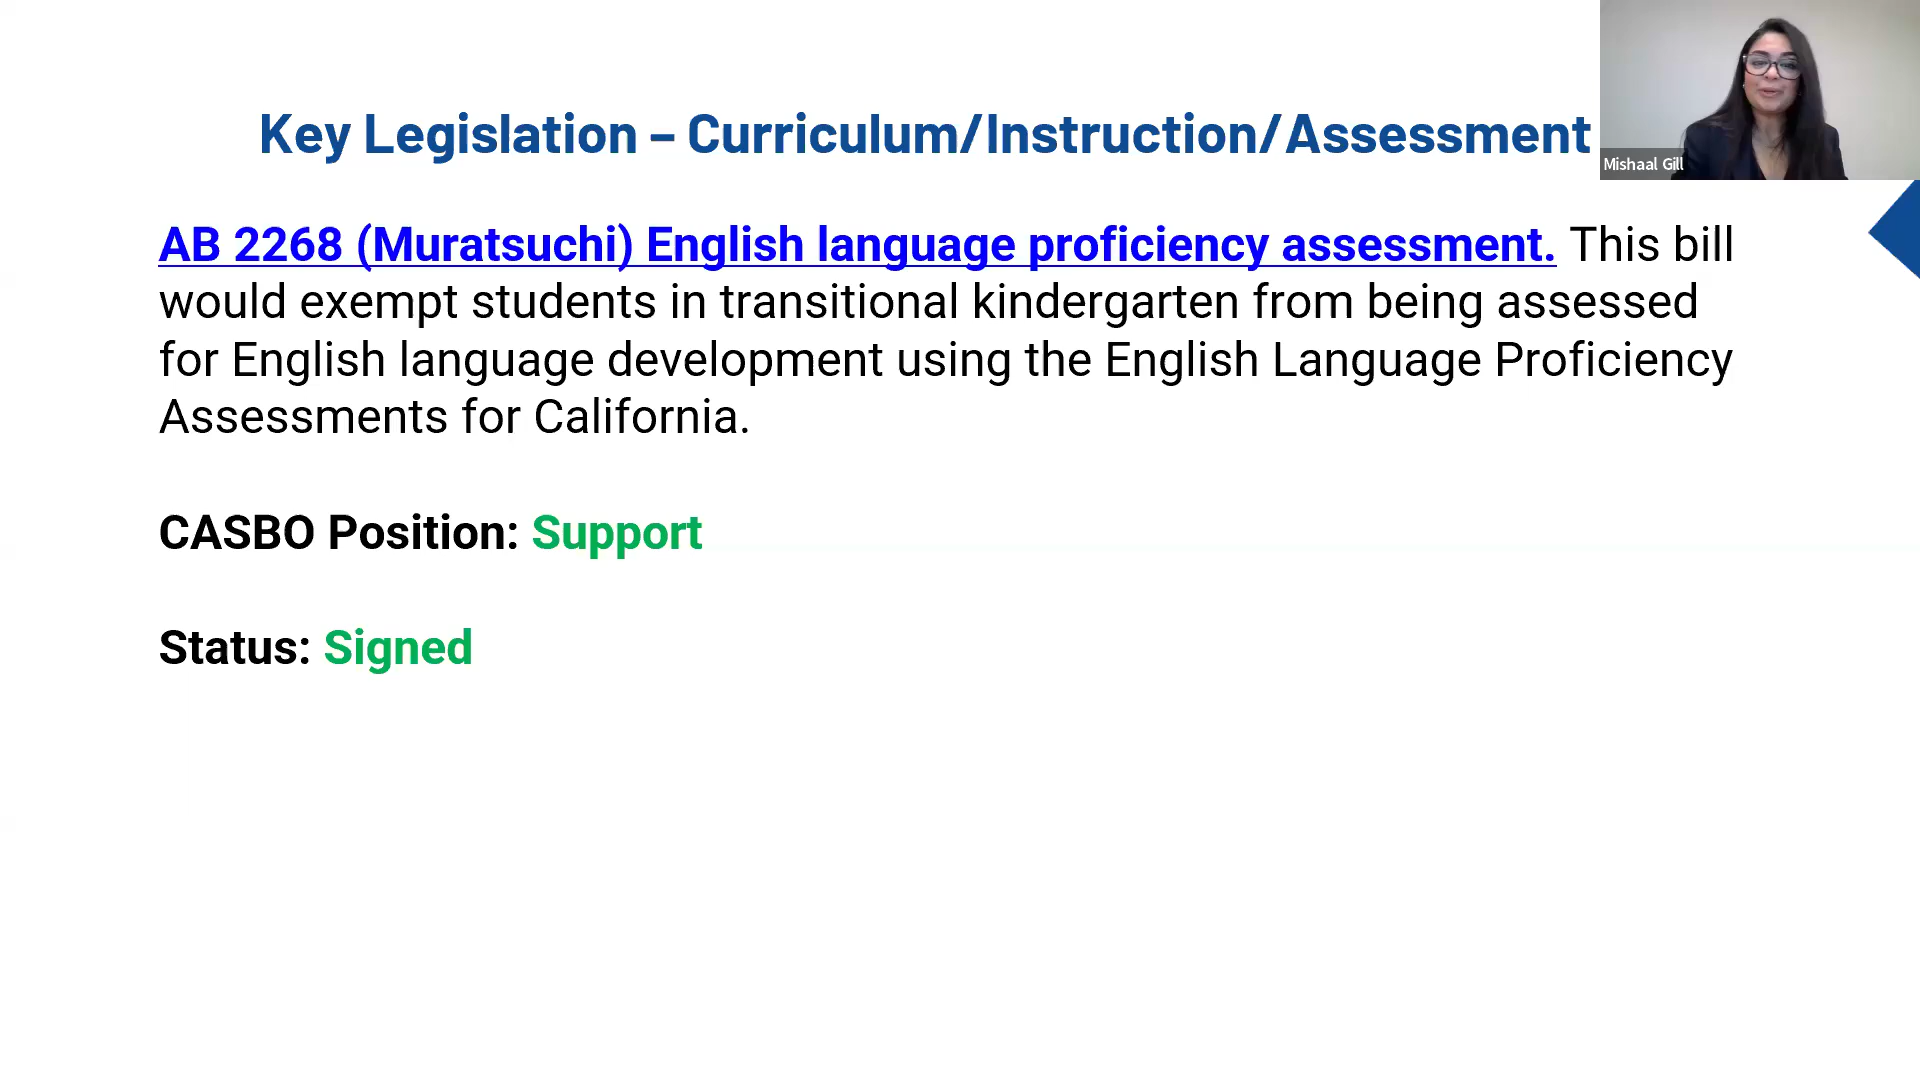 Key Legislation – Curriculum/Instruction/Assessment
Mishaal Gill
AB 2268 (Muratsuchi) English language proficiency assessment. This bill
would exempt students in transitional kindergarten from being assessed
for English language development using the English Language Proficiency
Assessments for California.
CASBO Position: Support
Status: Signed